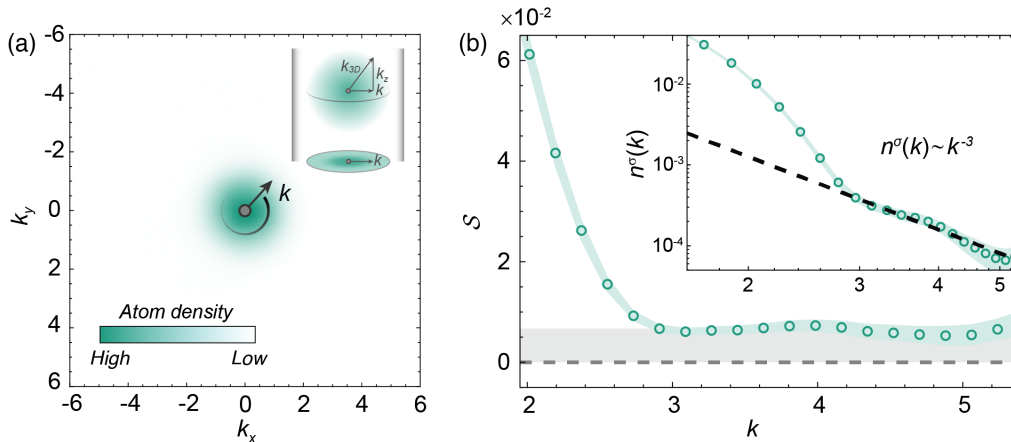 (a)
-6
-4
-2
0
2
4
6
k_y
-6 -4 -2 0 2 4 6
k_x
k_3D
k_z
k
k
k
Atom density
High Low
(b)
×10⁻²
6
4
2
0
S
2 3 4 5
k
10⁻²
10⁻³
10⁻⁴
n^σ(k)
n^σ(k) ~ k⁻³
2 3 4 5